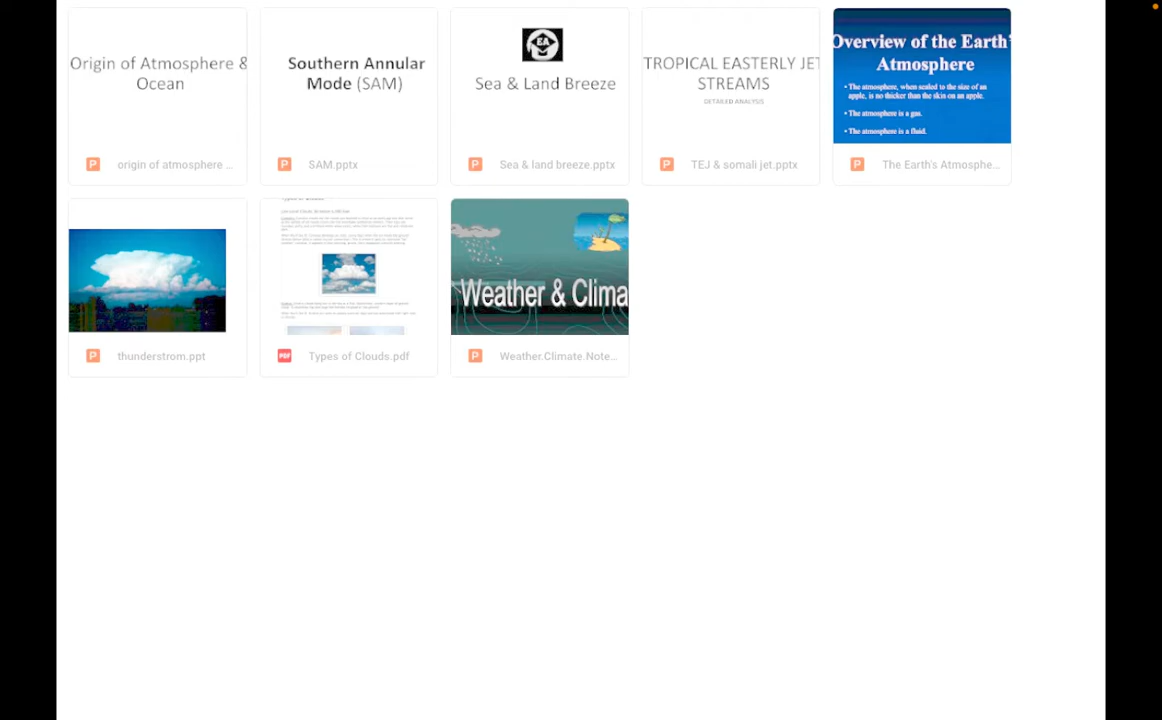 Origin of Atmosphere &
Ocean
P origin of atmosphere ...
Southern Annular
Mode (SAM)
P SAM.pptx
EA
Sea & Land Breeze
P Sea & land breeze.pptx
TROPICAL EASTERLY JET
STREAMS
DETAILED ANALYSIS
P TEJ & somali jet.pptx
Overview of the Earth'
Atmosphere
• The atmosphere, when scaled to the size of an
apple, is no thicker than the skin on an apple.
• The atmosphere is a gas.
• The atmosphere is a fluid.
P The Earth's Atmosphe...
P thunderstrom.ppt
PDF Types of Clouds.pdf
Weather & Clima
P Weather.Climate.Note...